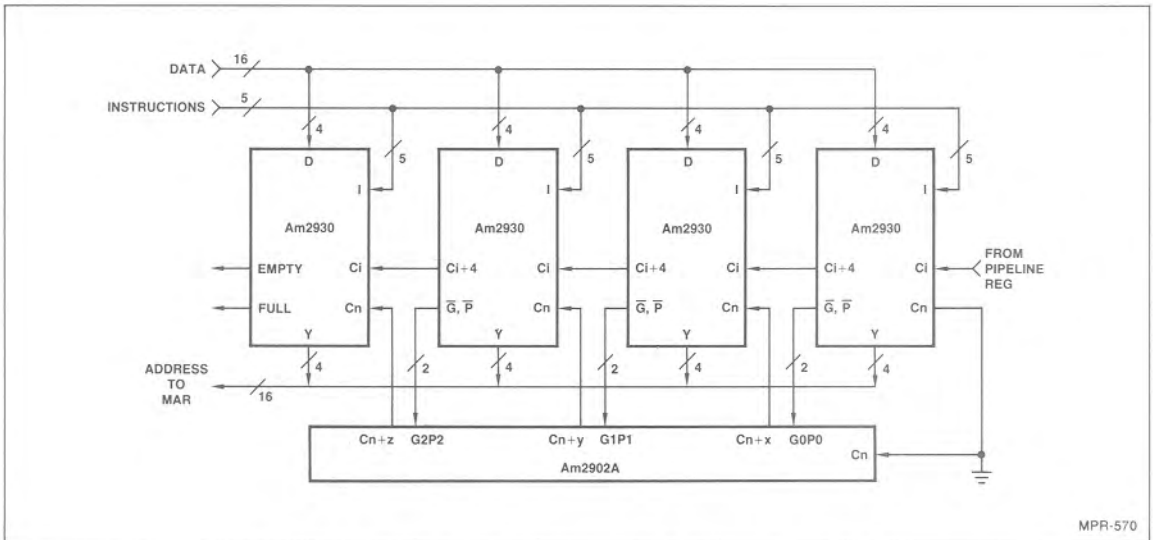 16
DATA
INSTRUCTIONS
5
4 4 4 4
D D D D
5 5 5 5
I I I I
Am2930 Am2930 Am2930 Am2930
FROM
PIPELINE
REG
EMPTY Ci Ci+4 Ci Ci+4 Ci Ci+4 Ci
FULL Cn G̅, P̅ Cn G̅, P̅ Cn G̅, P̅ Cn
Y Y Y Y
4 2 4 2 4 2 4
ADDRESS
TO
MAR
16
Cn+z G2P2 Cn+y G1P1 Cn+x G0P0
Cn
Am2902A
MPR-570